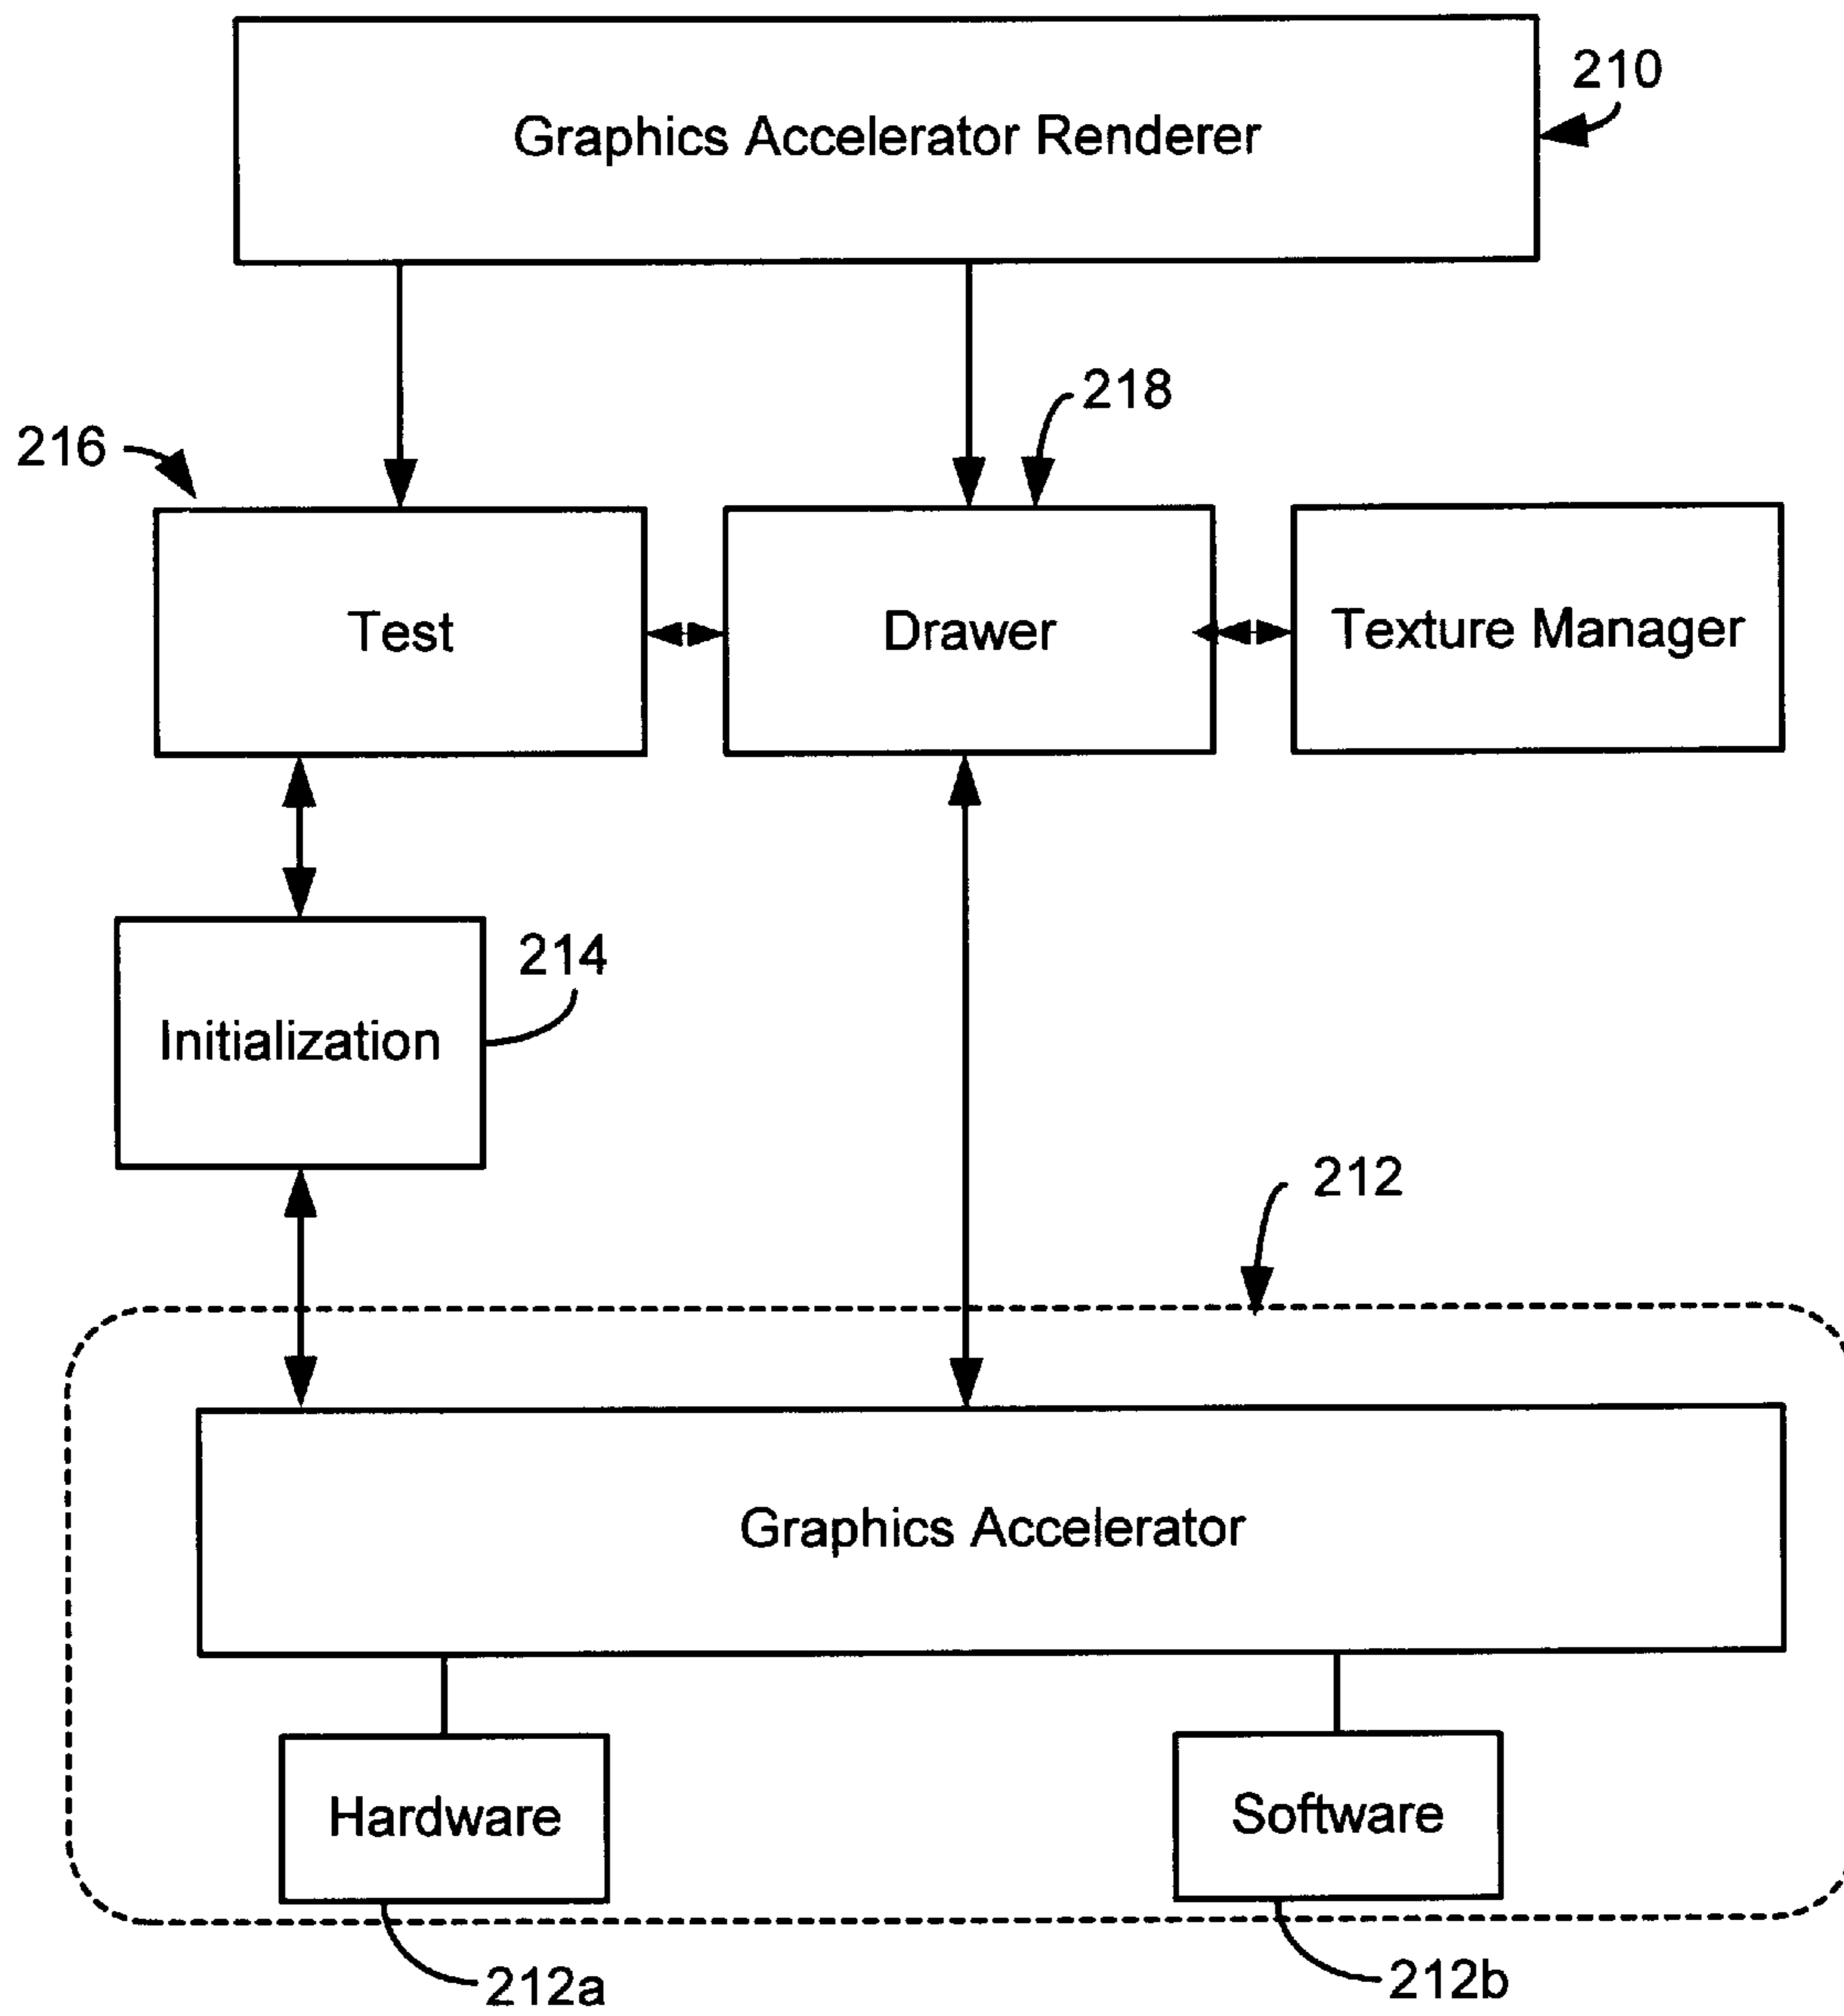 210
Graphics Accelerator Renderer
218
216
Test
Drawer
Texture Manager
214
Initialization
212
Graphics Accelerator
Hardware
Software
212a
212b